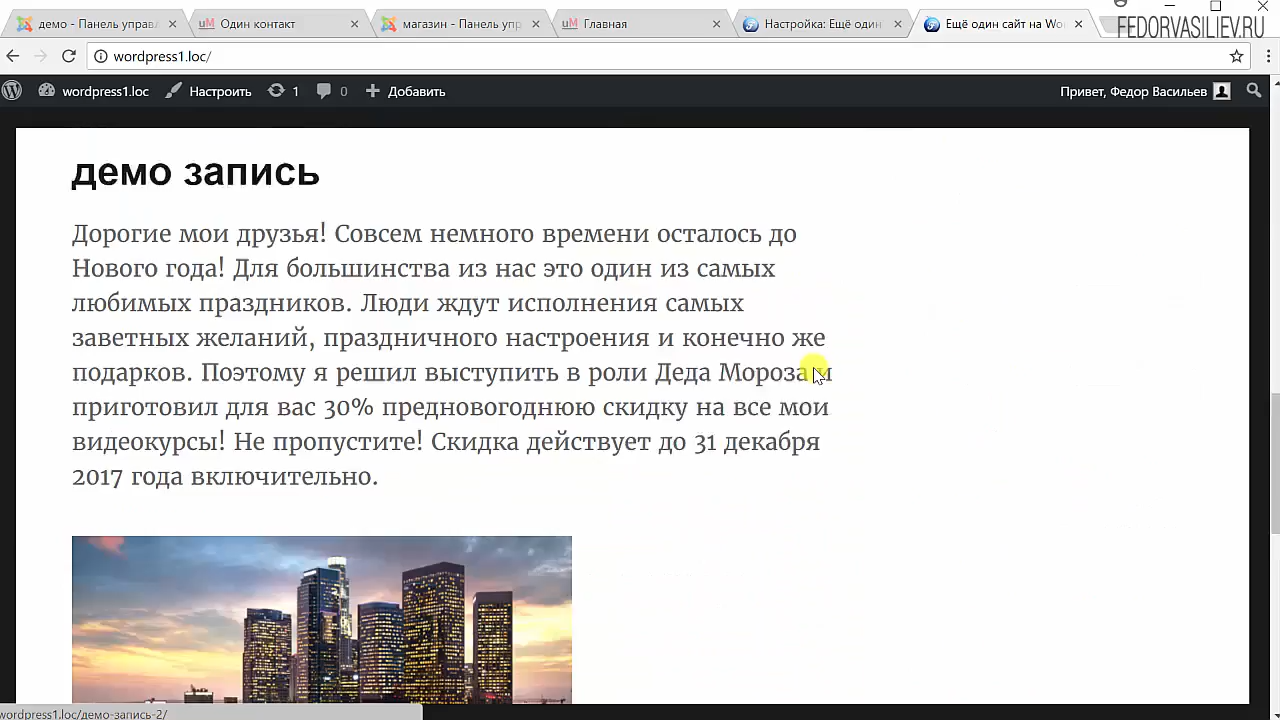 демо - Панель управл
Один контакт
магазин - Панель упр
Главная
Настройка: Ещё один
Ещё один сайт на Wo
FEDORVASILIEV.RU
wordpress1.loc/
wordpress1.loc
Настроить
1
0
Добавить
Привет, Федор Васильев
демо запись
Дорогие мои друзья! Совсем немного времени осталось до
Нового года! Для большинства из нас это один из самых
любимых праздников. Люди ждут исполнения самых
заветных желаний, праздничного настроения и конечно же
подарков. Поэтому я решил выступить в роли Деда Мороза и
приготовил для вас 30% предновогоднюю скидку на все мои
видеокурсы! Не пропустите! Скидка действует до 31 декабря
2017 года включительно.
wordpress1.loc/демо-запись-2/